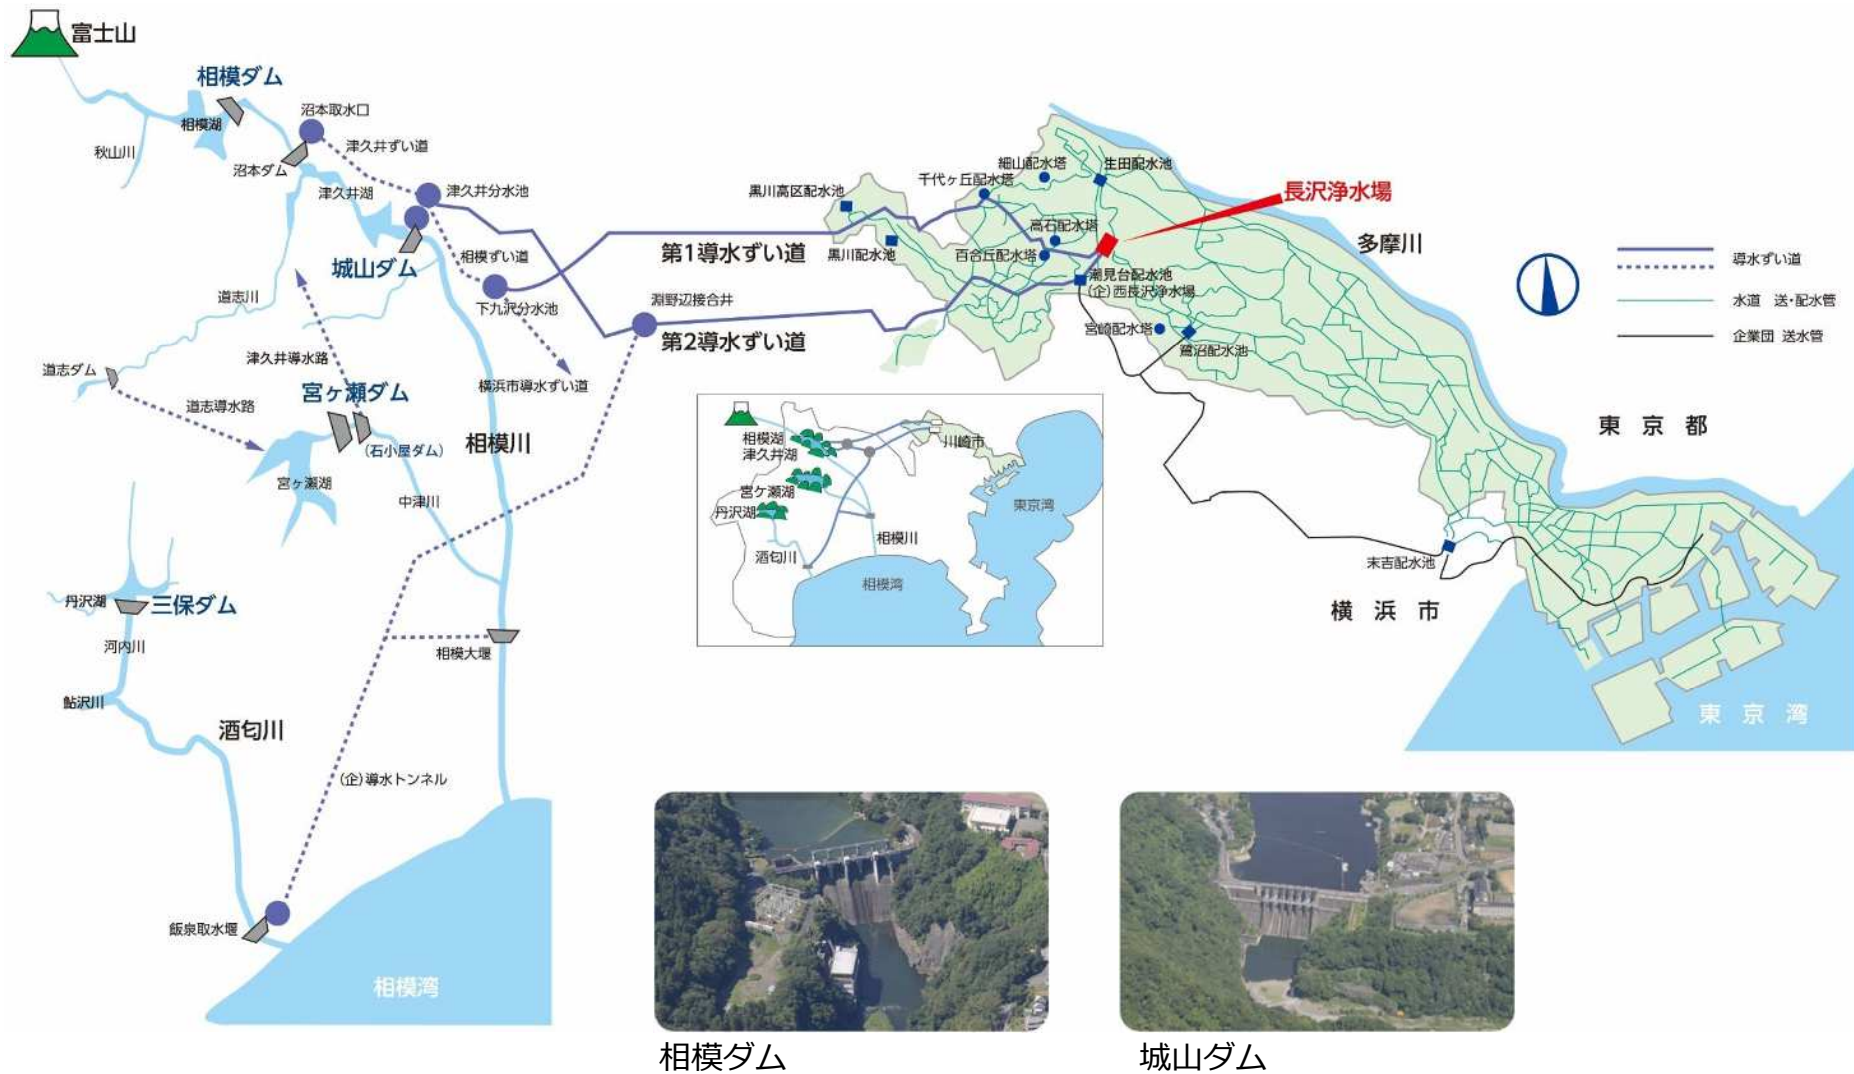 富士山
相模ダム
相模湖
秋山川
沼本取水口
津久井ずい道
沼本ダム
津久井湖
津久井分水池
城山ダム
相模ずい道
道志川
下九沢分水池
津久井導水路
横浜市導水ずい道
道志ダム
道志導水路
宮ヶ瀬ダム
(石小屋ダム)
宮ヶ瀬湖
中津川
相模川
丹沢湖
三保ダム
河内川
鮎沢川
酒匂川
相模大堰
(企)導水トンネル
飯泉取水堰
相模湾
第1導水ずい道
淵野辺接合井
第2導水ずい道
黒川高区配水池
黒川配水池
千代ヶ丘配水塔
細山配水塔
生田配水池
高石配水塔
百合丘配水塔
長沢浄水場
潮見台配水池
(企)西長沢浄水場
宮崎配水塔
鷺沼配水池
多摩川
導水ずい道
水道 送・配水管
企業団 送水管
東京都
末吉配水池
横浜市
東京湾
相模湖
津久井湖
宮ケ瀬湖
丹沢湖
酒匂川
相模川
川崎市
東京湾
相模湾
相模ダム
城山ダム